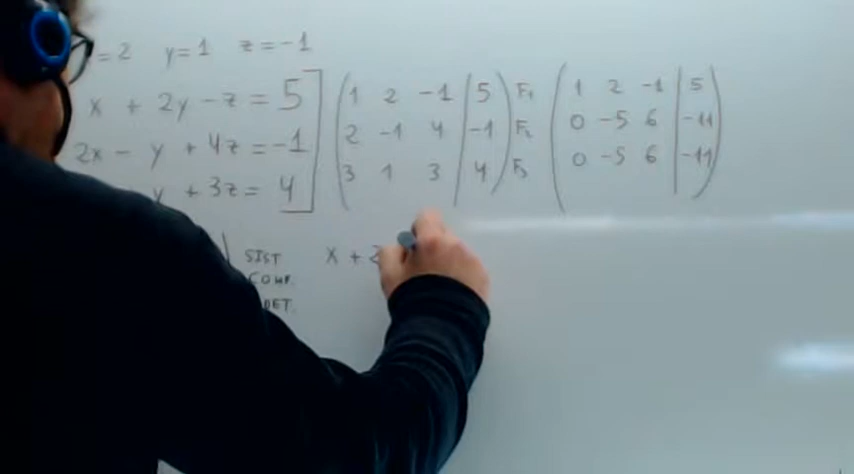 = 2 y = 1 z = -1
x + 2y - z = 5
2x - y + 4z = -1
y + 3z = 4
1 2 -1 | 5 F1
2 -1 4 | -1 F2
3 1 3 | 4 F3
1 2 -1 | 5
0 -5 6 | -11
0 -5 6 | -11
SIST
COMP.
DET.
x + 2